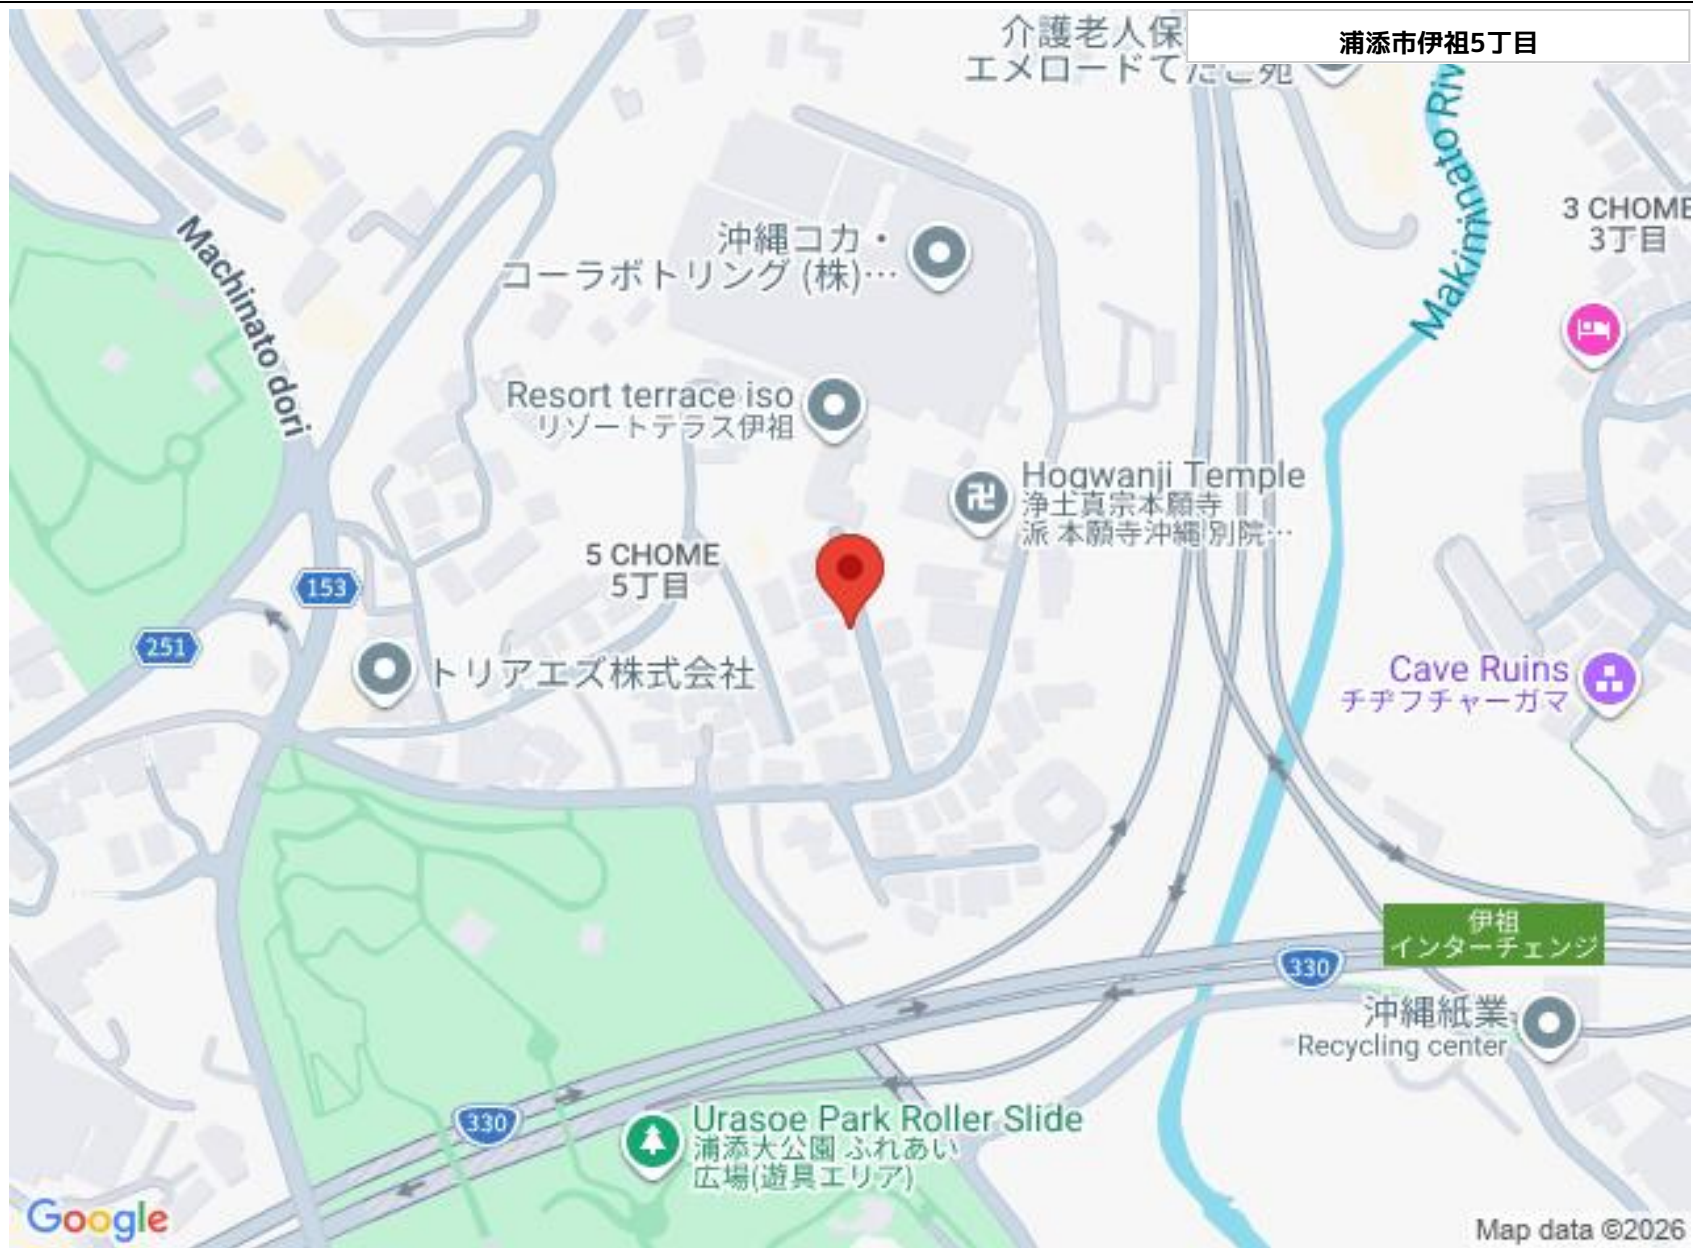 浦添市伊祖5丁目
介護老人保
エメロードてだこ苑
Makiminato Riv
3 CHOME
3丁目
Machinato dori
沖縄コカ・
コーラボトリング (株)…
Resort terrace iso
リゾートテラス伊祖
Hogwanji Temple
浄土真宗本願寺
派 本願寺沖縄別院…
5 CHOME
5丁目
153
251
トリアエズ株式会社
Cave Ruins
チヂフチャーガマ
伊祖
インターチェンジ
330
沖縄紙業
Recycling center
330
Urasoe Park Roller Slide
浦添大公園 ふれあい
広場(遊具エリア)
Google
Map data ©2026